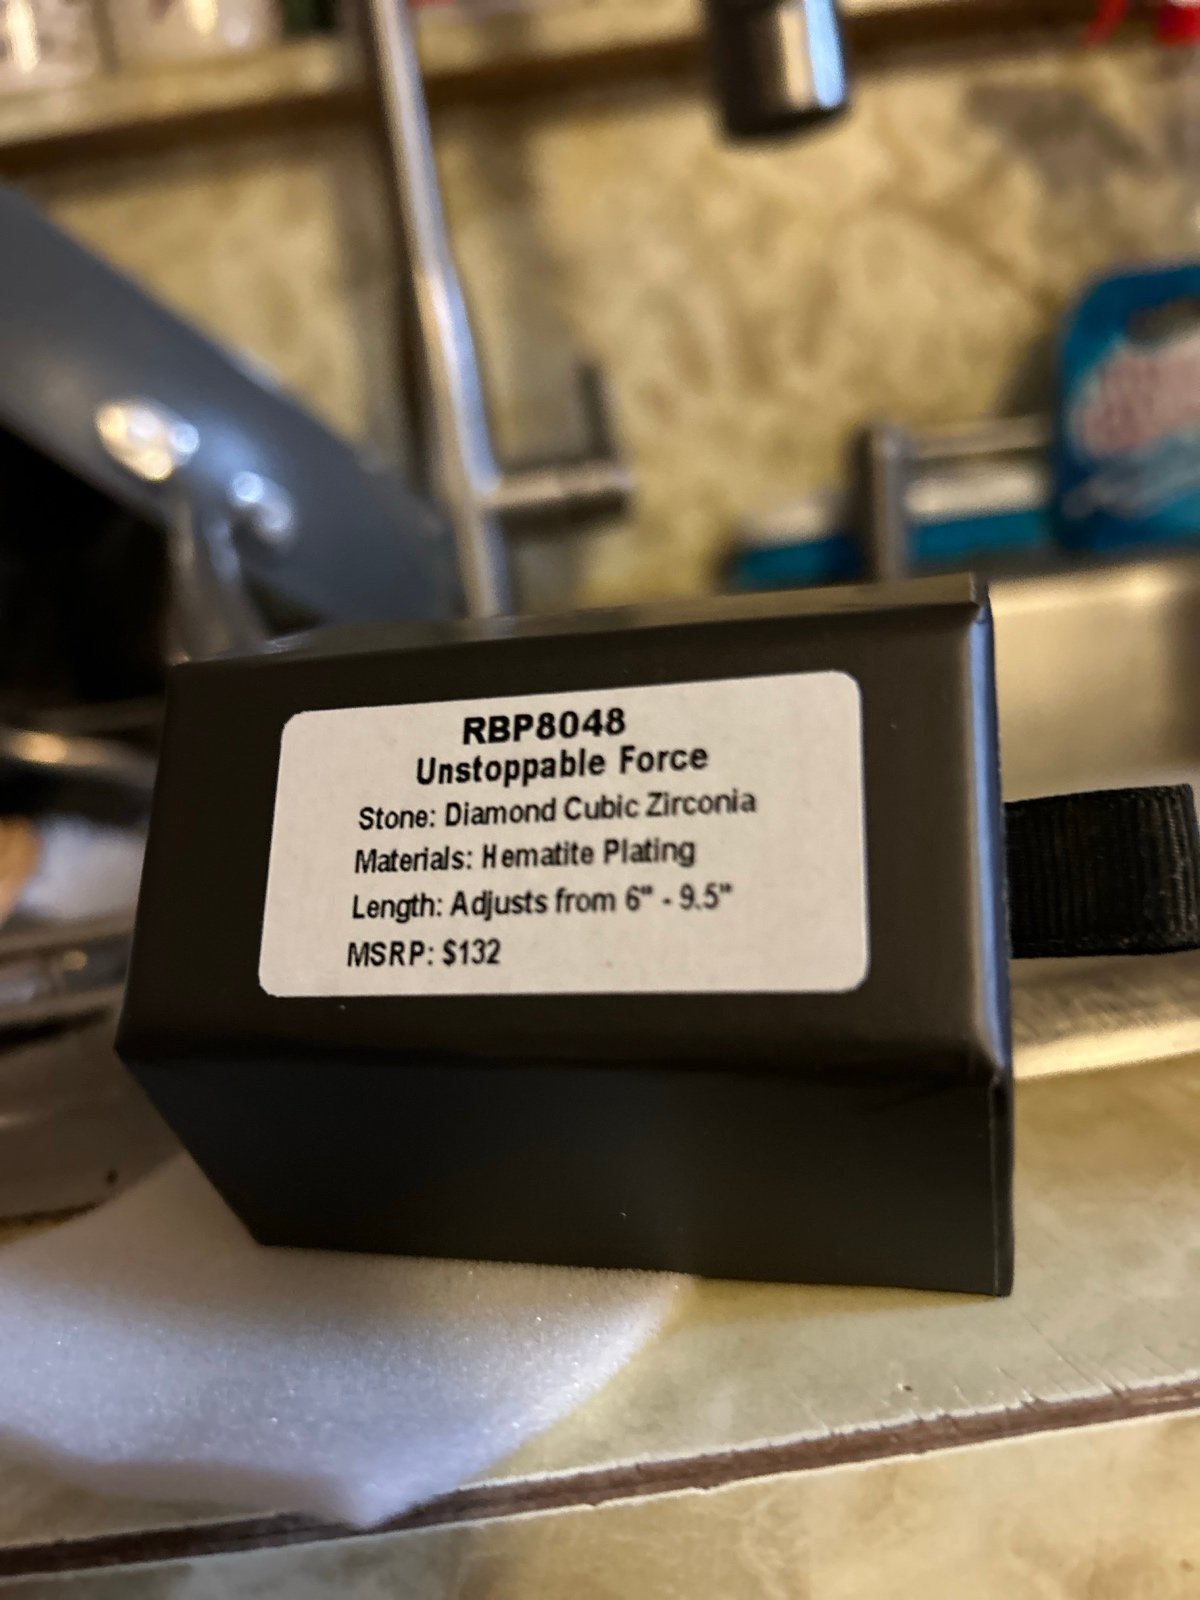 RBP8048
Unstoppable Force
Stone: Diamond Cubic Zirconia
Materials: Hematite Plating
Length: Adjusts from 6" - 9.5"
MSRP: $132